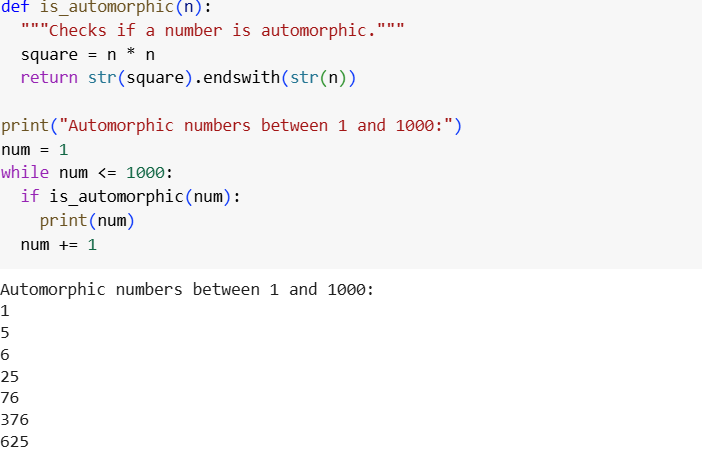 def is_automorphic(n):
  """Checks if a number is automorphic."""
  square = n * n
  return str(square).endswith(str(n))

print("Automorphic numbers between 1 and 1000:")
num = 1
while num <= 1000:
  if is_automorphic(num):
    print(num)
  num += 1
Automorphic numbers between 1 and 1000:
1
5
6
25
76
376
625